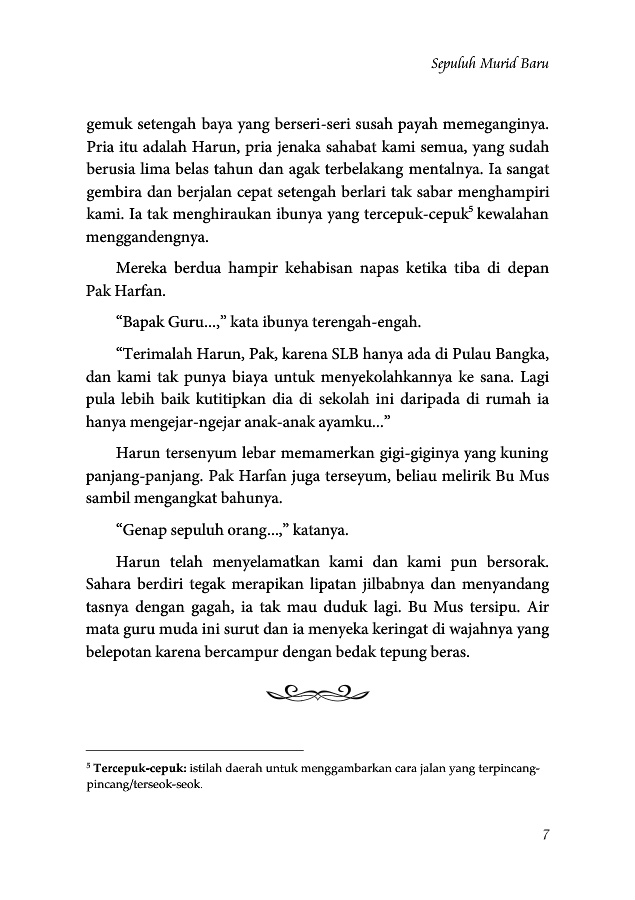 Sepuluh Murid Baru
gemuk setengah baya yang berseri-seri susah payah memeganginya.
Pria itu adalah Harun, pria jenaka sahabat kami semua, yang sudah
berusia lima belas tahun dan agak terbelakang mentalnya. Ia sangat
gembira dan berjalan cepat setengah berlari tak sabar menghampiri
kami. Ia tak menghiraukan ibunya yang tercepuk-cepuk⁵ kewalahan
menggandengnya.
Mereka berdua hampir kehabisan napas ketika tiba di depan
Pak Harfan.
“Bapak Guru...,” kata ibunya terengah-engah.
“Terimalah Harun, Pak, karena SLB hanya ada di Pulau Bangka,
dan kami tak punya biaya untuk menyekolahkannya ke sana. Lagi
pula lebih baik kutitipkan dia di sekolah ini daripada di rumah ia
hanya mengejar-ngejar anak-anak ayamku...”
Harun tersenyum lebar memamerkan gigi-giginya yang kuning
panjang-panjang. Pak Harfan juga terseyum, beliau melirik Bu Mus
sambil mengangkat bahunya.
“Genap sepuluh orang...,” katanya.
Harun telah menyelamatkan kami dan kami pun bersorak.
Sahara berdiri tegak merapikan lipatan jilbabnya dan menyandang
tasnya dengan gagah, ia tak mau duduk lagi. Bu Mus tersipu. Air
mata guru muda ini surut dan ia menyeka keringat di wajahnya yang
belepotan karena bercampur dengan bedak tepung beras.
⁵ Tercepuk-cepuk: istilah daerah untuk menggambarkan cara jalan yang terpincang-
pincang/terseok-seok.
7